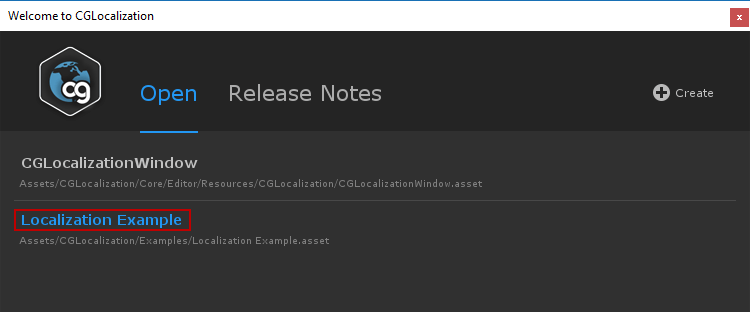 Welcome to CGLocalization
x
cg
Open Release Notes Create
CGLocalizationWindow
Assets/CGLocalization/Core/Editor/Resources/CGLocalization/CGLocalizationWindow.asset
Localization Example
Assets/CGLocalization/Examples/Localization Example.asset